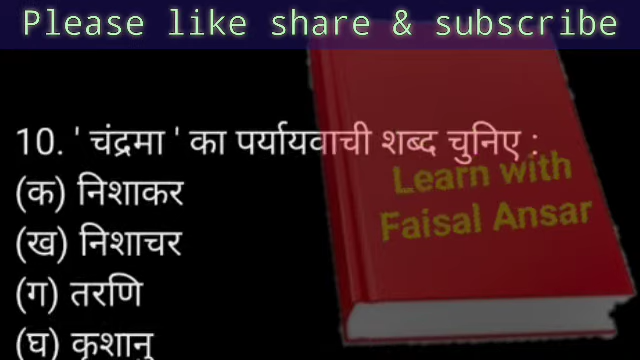 Please like share & subscribe
10. ' चंद्रमा ' का पर्यायवाची शब्द चुनिए :
(क) निशाकर
Learn with
Faisal Ansar
(ख) निशाचर
(ग) तरणि
(घ) कृशानु